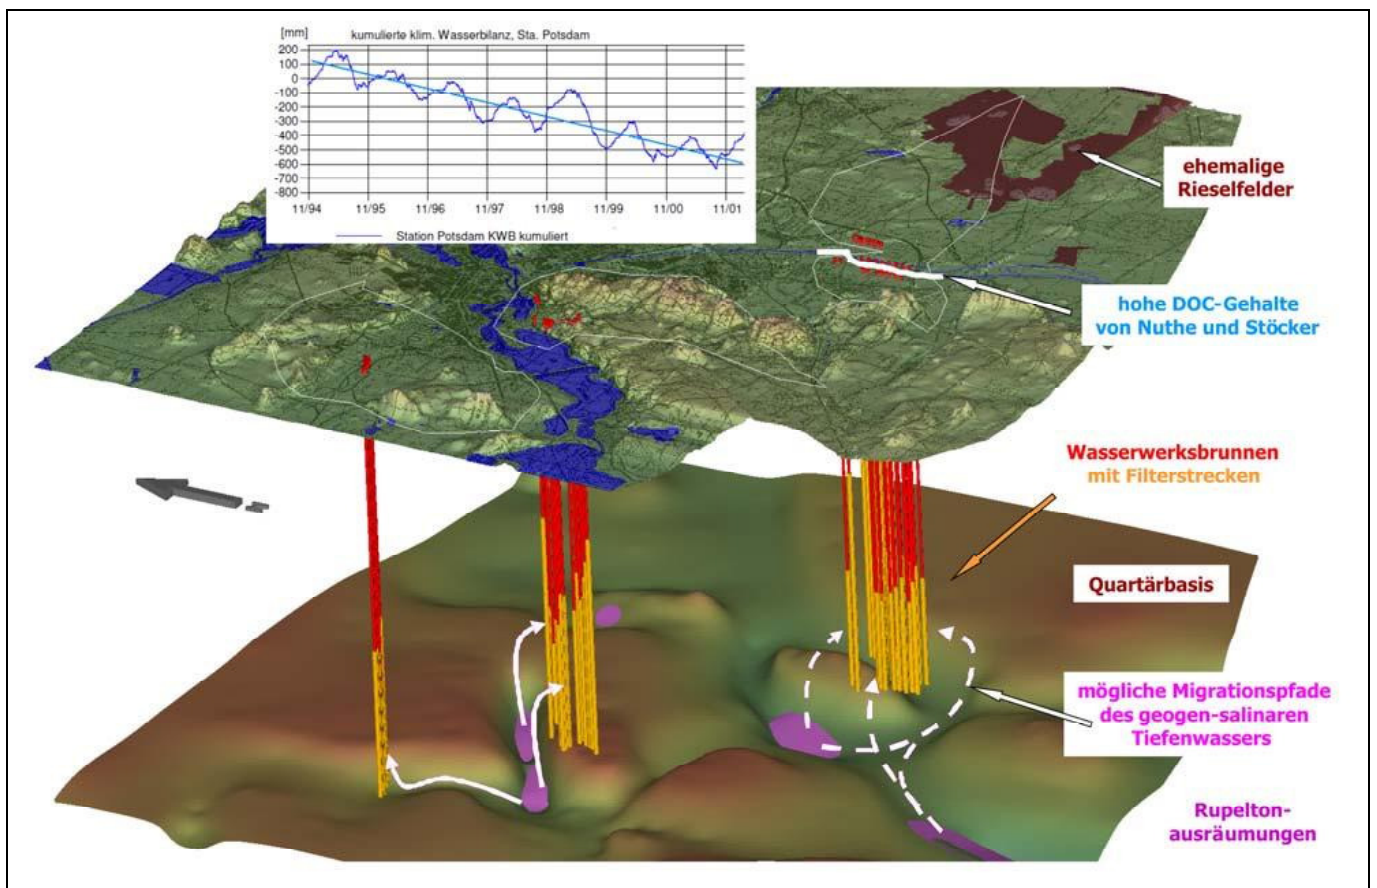 [mm]
kumulierte klim. Wasserbilanz, Sta. Potsdam
200
100
0
-100
-200
-300
-400
-500
-600
-700
-800
11/94
11/95
11/96
11/97
11/98
11/99
11/00
11/01
Station Potsdam KWB kumuliert
ehemalige
Rieselfelder
hohe DOC-Gehalte
von Nuthe und Stöcker
Wasserwerksbrunnen
mit Filterstrecken
Quartärbasis
mögliche Migrationspfade
des geogen-salinaren
Tiefenwassers
Rupelton-
ausräumungen